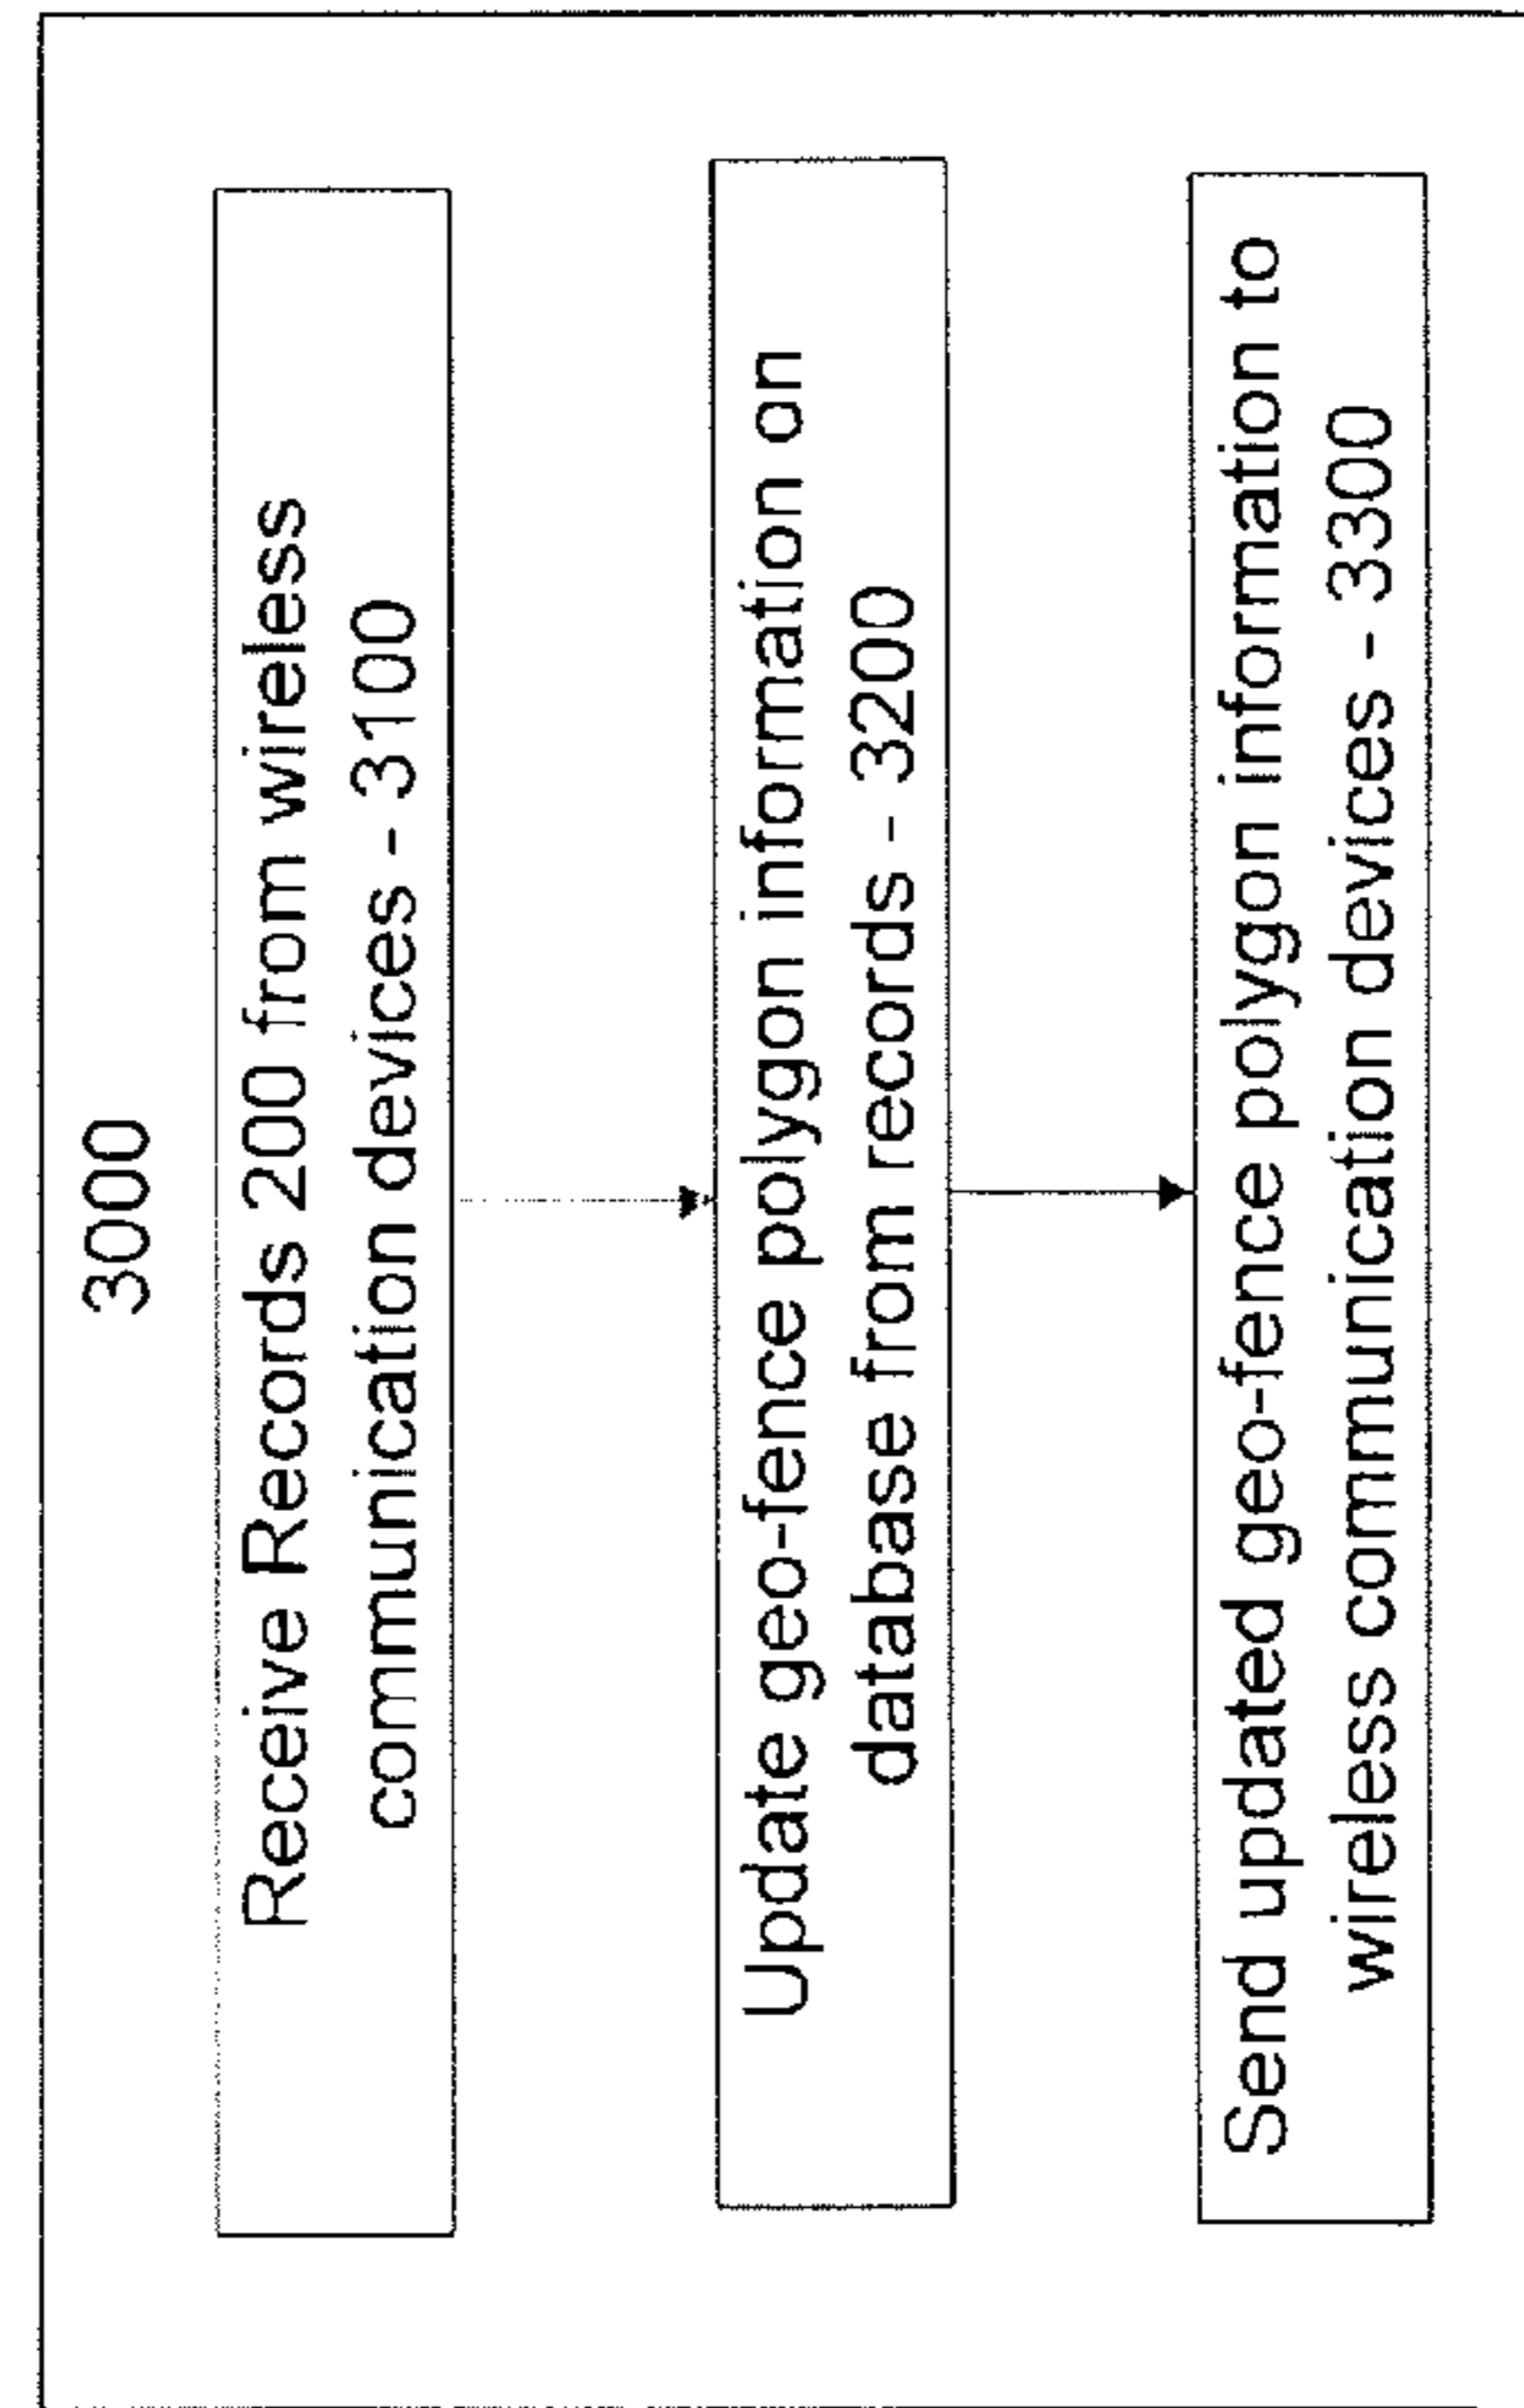 3000
Receive Records 200 from wireless
communication devices - 3100
Update geo-fence polygon information on
database from records - 3200
Send updated geo-fence polygon information to
wireless communication devices - 3300